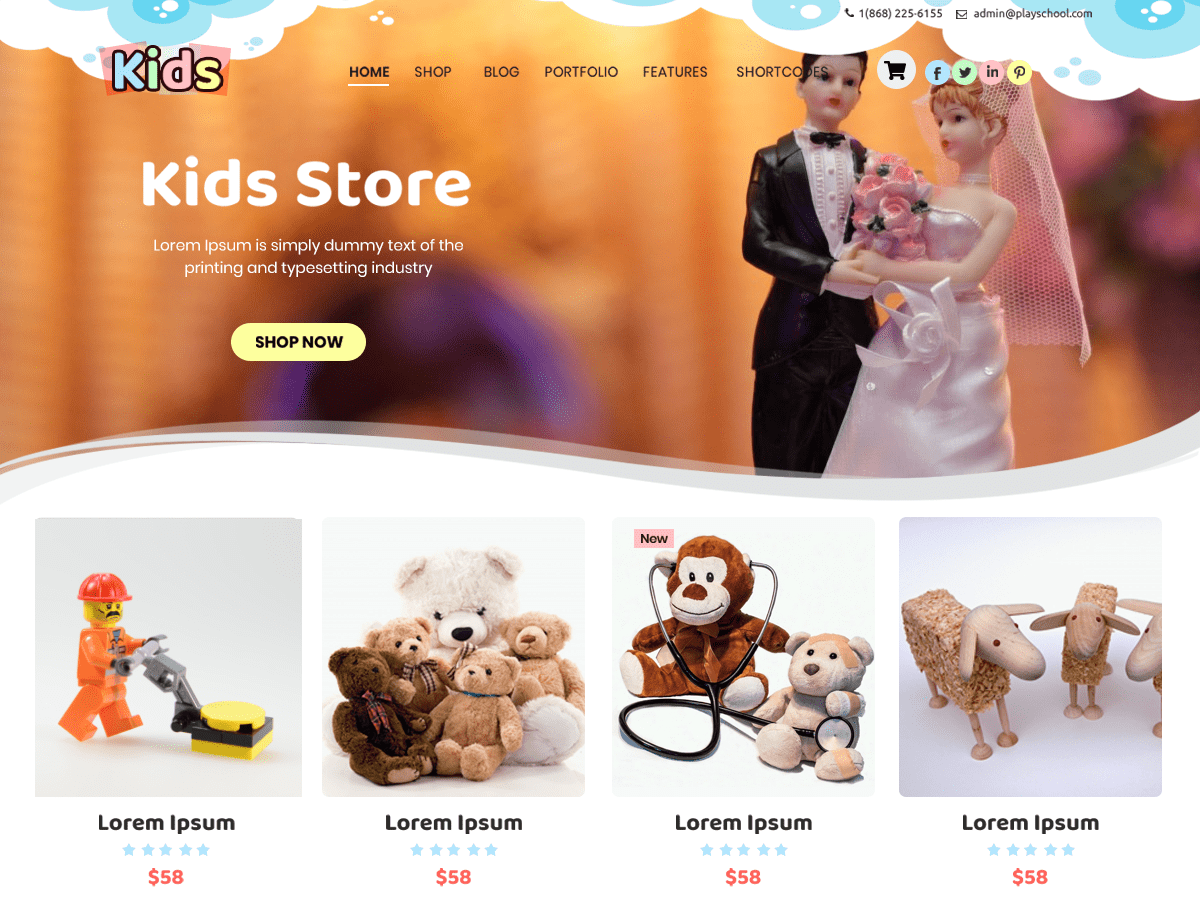 1(868) 225-6155 admin@playschool.com
Kids
HOME SHOP BLOG PORTFOLIO FEATURES SHORTCODES
Kids Store
Lorem Ipsum is simply dummy text of the
printing and typesetting industry
SHOP NOW
New
Lorem Ipsum Lorem Ipsum Lorem Ipsum Lorem Ipsum
$58 $58 $58 $58